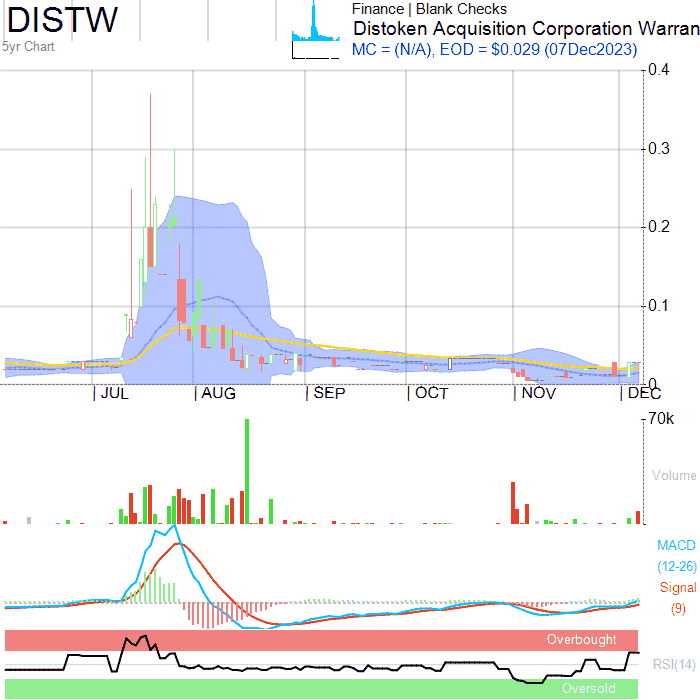 DISTW
5yr Chart
Finance | Blank Checks
Distoken Acquisition Corporation Warran
MC = (N/A), EOD = $0.029 (07Dec2023)
0.4
0.3
0.2
0.1
0
JUL AUG SEP OCT NOV DEC
70k
Volume
MACD
(12-26)
Signal
(9)
Overbought
RSI(14)
Oversold